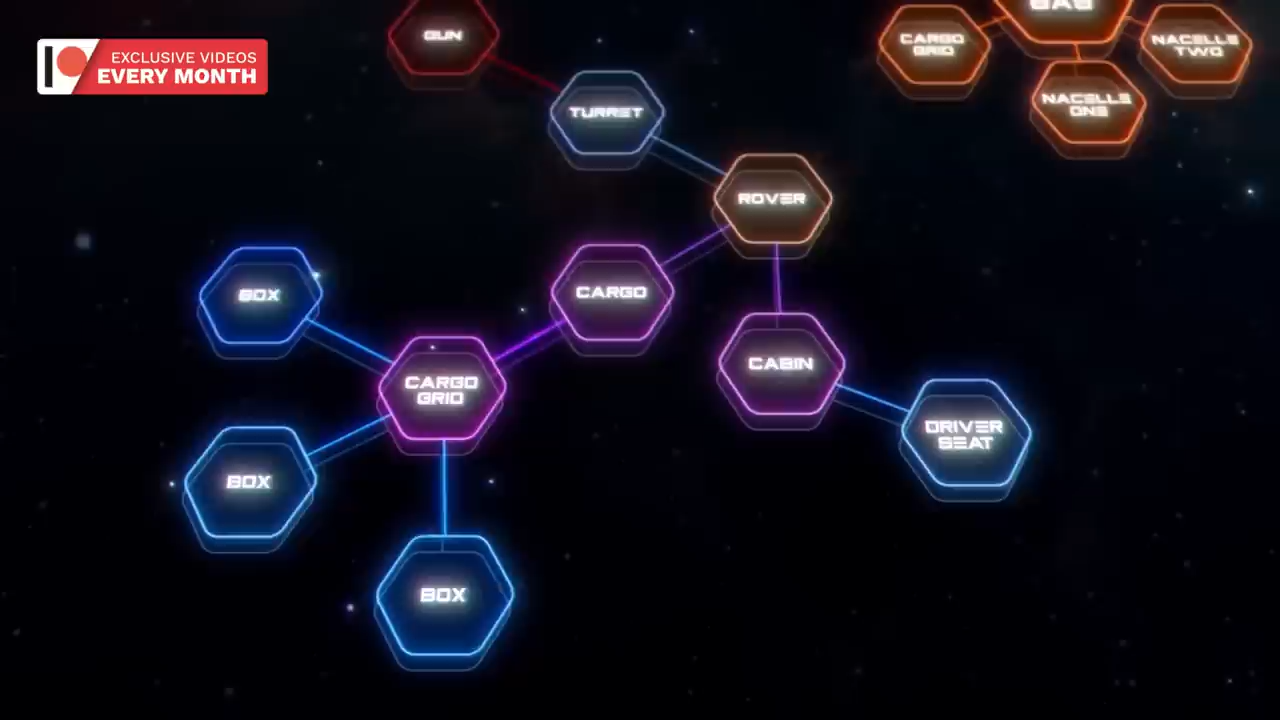 EXCLUSIVE VIDEOS
EVERY MONTH
GUN
CARGO
GRID
NACELLE
TWO
NACELLE
ONE
TURRET
ROVER
BOX
CARGO
CABIN
CARGO
GRID
DRIVER
SEAT
BOX
BOX